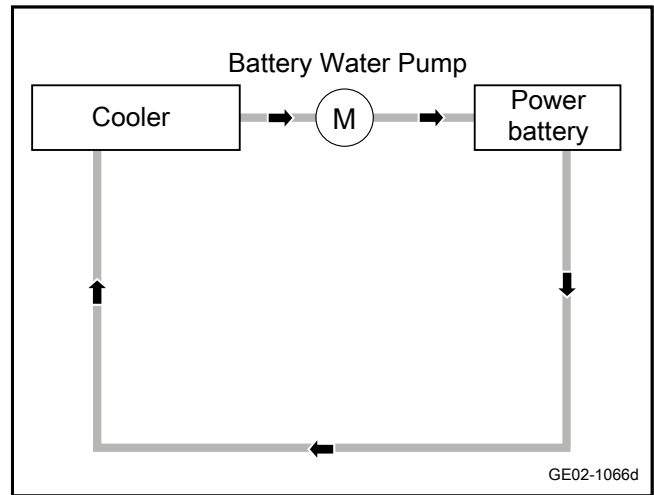 Battery Water Pump
Cooler
M
Power
battery
GE02-1066d